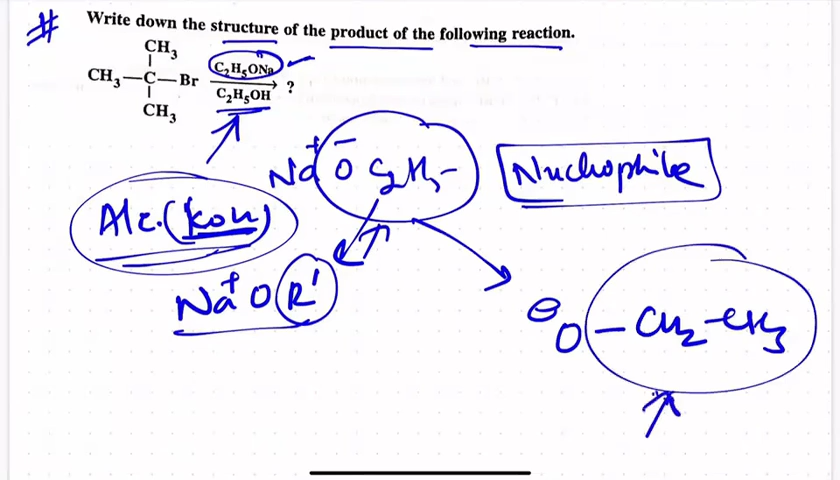 # Write down the structure of the product of the following reaction.
CH₃
CH₃—C—Br C₂H₅ONa ?
C₂H₅OH
CH₃
Na⁺ O⁻ C₂H₅— Nucleophile
Alc. (KOH)
Na⁺ O R'
⊖O — CH₂ — CH₃